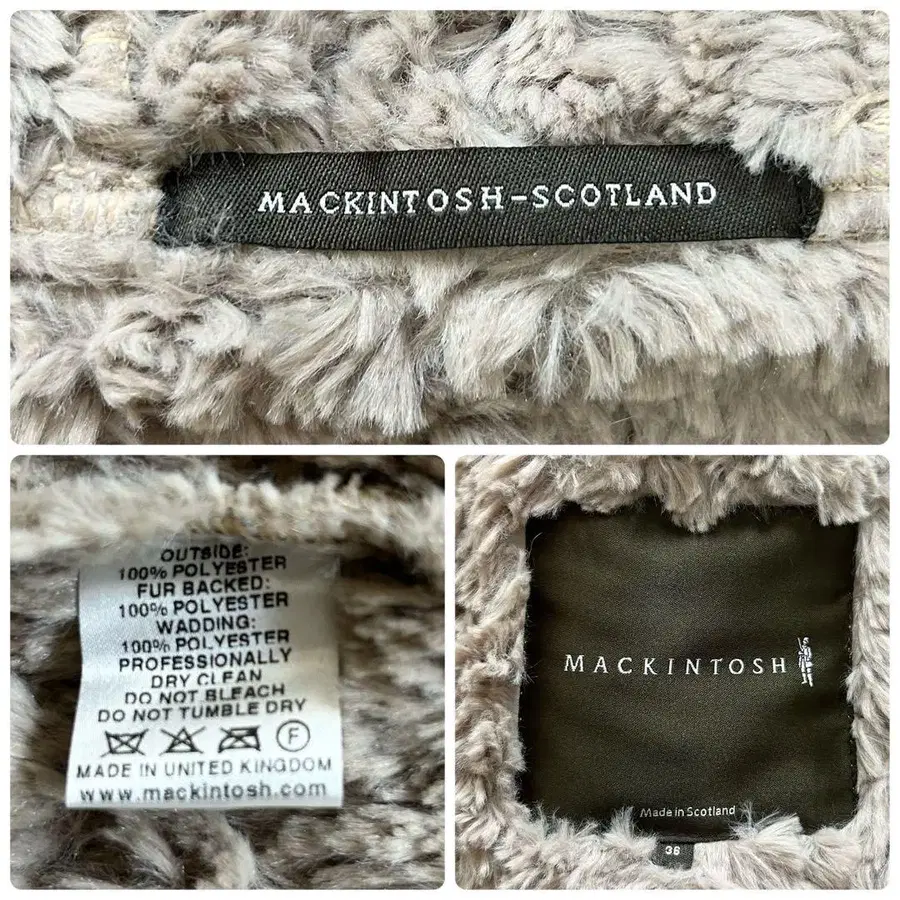 MACKINTOSH-SCOTLAND
OUTSIDE:
100% POLYESTER
FUR BACKED:
100% POLYESTER
WADDING:
100% POLYESTER
PROFESSIONALLY
DRY CLEAN
DO NOT BLEACH
DO NOT TUMBLE DRY
F
MADE IN UNITED KINGDOM
www.mackintosh.com
MACKINTOSH
Made in Scotland
36